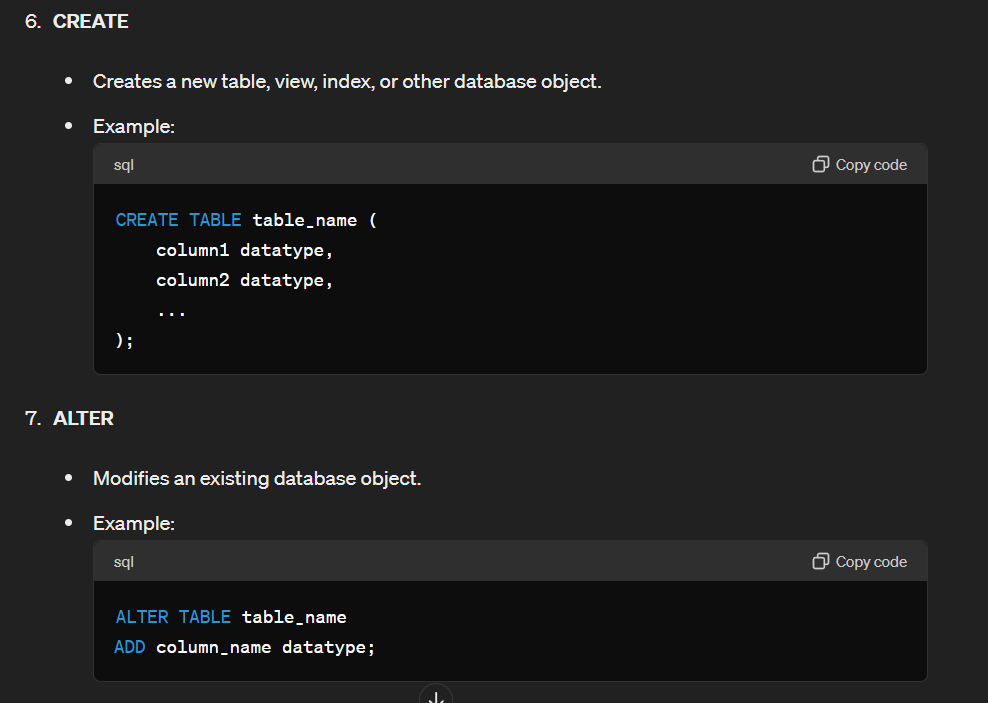 6. CREATE
• Creates a new table, view, index, or other database object.
• Example:
sql Copy code
CREATE TABLE table_name (
    column1 datatype,
    column2 datatype,
    ...
);
7. ALTER
• Modifies an existing database object.
• Example:
sql Copy code
ALTER TABLE table_name
ADD column_name datatype;